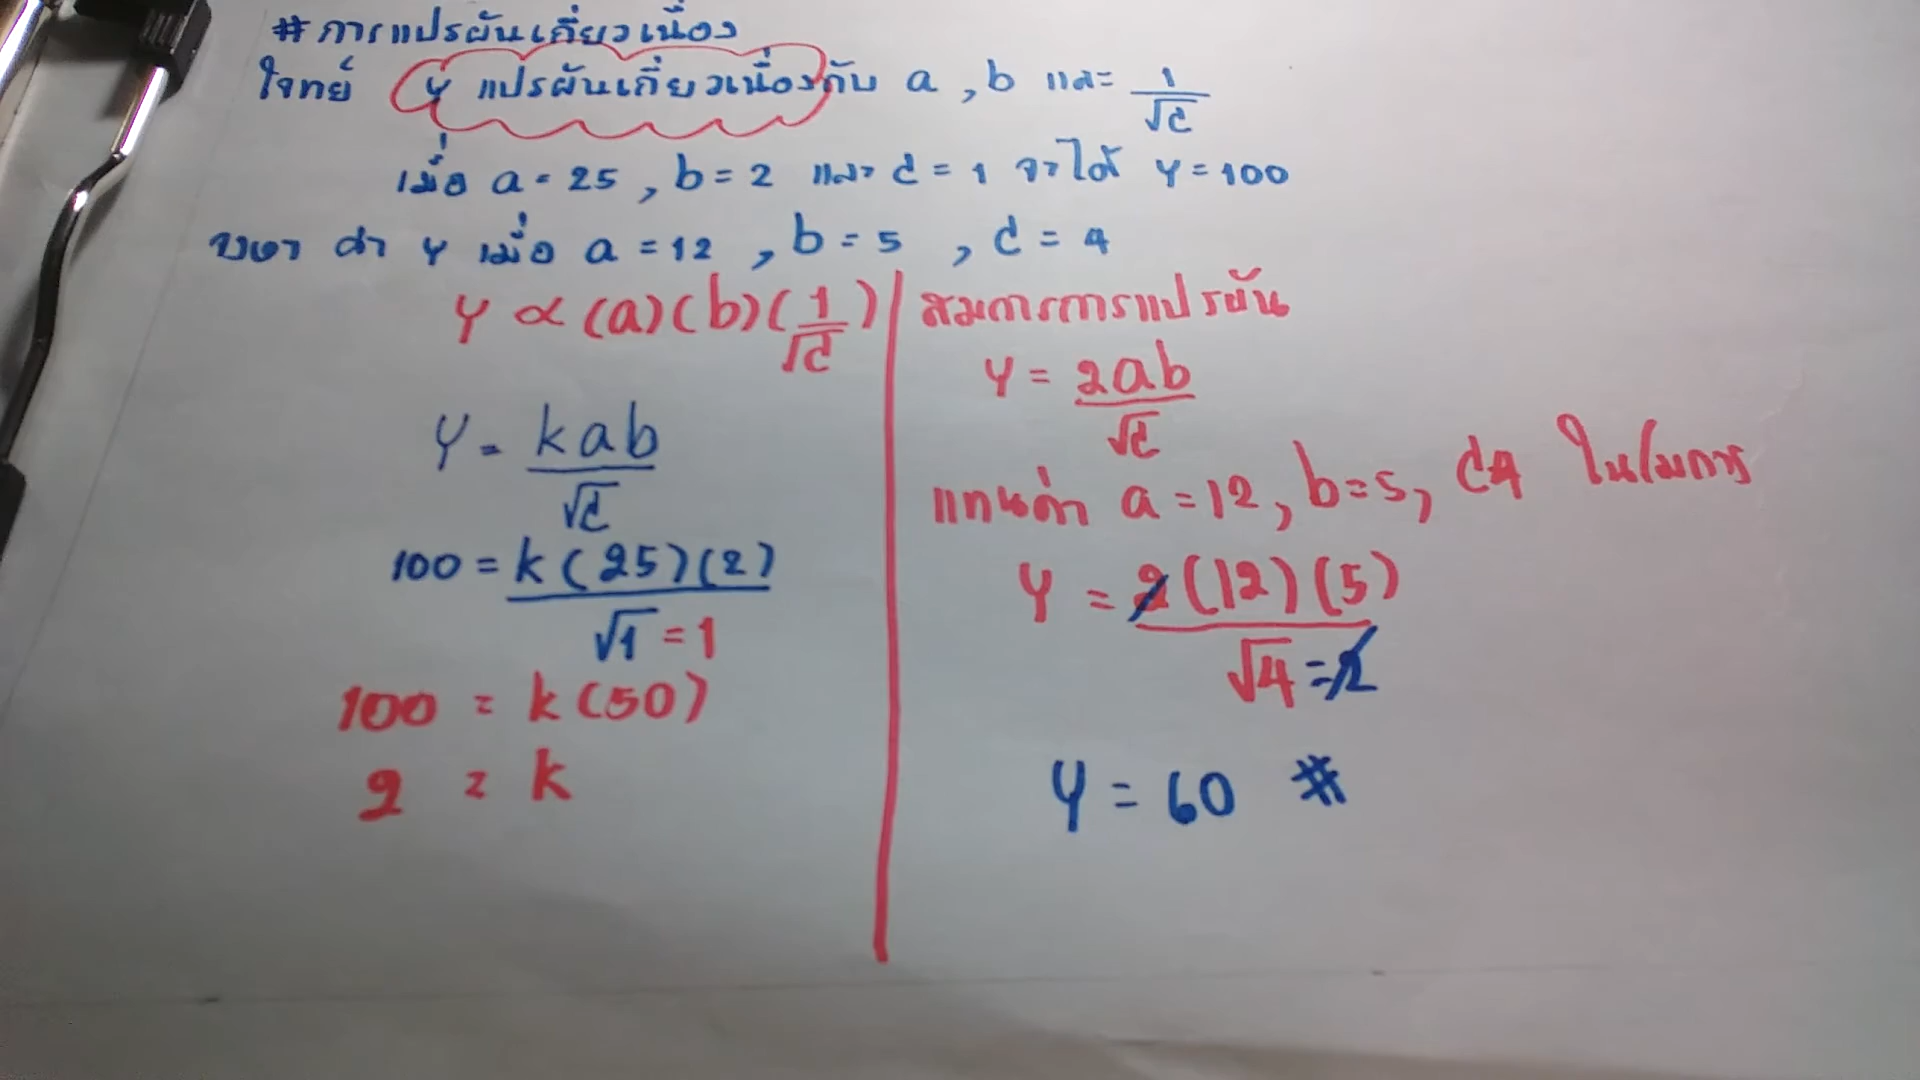 # การแปรผันเกี่ยวเนื่อง
โจทย์ y แปรผันเกี่ยวเนื่องกับ a , b และ 1/√c
เมื่อ a = 25 , b = 2 และ c = 1 จะได้ y = 100
จงหา ค่า y เมื่อ a = 12 , b = 5 , c = 4
y ∝ (a)(b)(1/√c)
y = kab/√c
100 = k(25)(2)/√1 = 1
100 = k(50)
2 = k
สมการการแปรผัน
y = 2ab/√c
แทนค่า a = 12, b = 5, c4 ในสมการ
y = 2(12)(5)/√4 = 2
y = 60 #